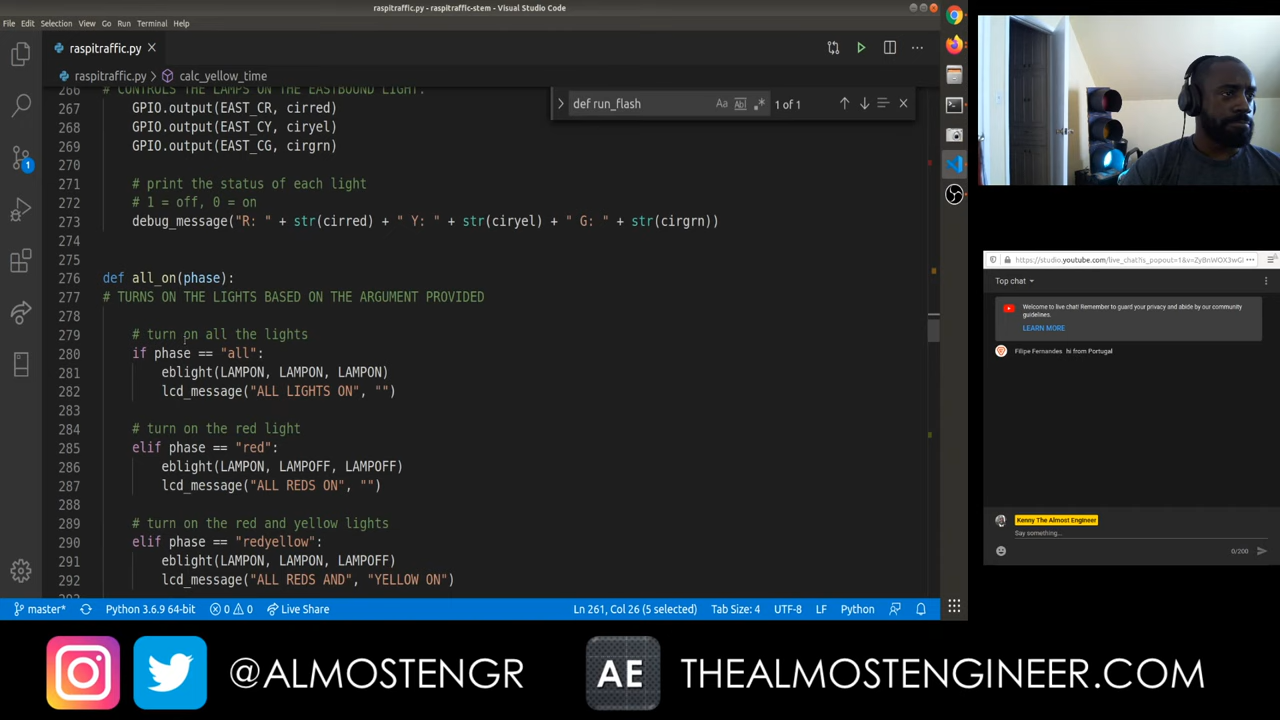 raspitraffic.py - raspitraffic-stem - Visual Studio Code
File Edit Selection View Go Run Terminal Help
raspitraffic.py
raspitraffic.py > calc_yellow_time
def run_flash Aa Abl .* 1 of 1
266 # CONTROLS THE LAMPS ON THE EASTBOUND LIGHT.
267 GPIO.output(EAST_CR, cirred)
268 GPIO.output(EAST_CY, ciryel)
269 GPIO.output(EAST_CG, cirgrn)
270
271 # print the status of each light
272 # 1 = off, 0 = on
273 debug_message("R: " + str(cirred) + " Y: " + str(ciryel) + " G: " + str(cirgrn))
274
275
276 def all_on(phase):
277 # TURNS ON THE LIGHTS BASED ON THE ARGUMENT PROVIDED
278
279 # turn on all the lights
280 if phase == "all":
281 eblight(LAMPON, LAMPON, LAMPON)
282 lcd_message("ALL LIGHTS ON", "")
283
284 # turn on the red light
285 elif phase == "red":
286 eblight(LAMPON, LAMPOFF, LAMPOFF)
287 lcd_message("ALL REDS ON", "")
288
289 # turn on the red and yellow lights
290 elif phase == "redyellow":
291 eblight(LAMPON, LAMPON, LAMPOFF)
292 lcd_message("ALL REDS AND", "YELLOW ON")
1
master* Python 3.6.9 64-bit 0 0 Live Share Ln 261, Col 26 (5 selected) Tab Size: 4 UTF-8 LF Python
Top chat
Welcome to live chat! Remember to guard your privacy and abide by our community
guidelines.
LEARN MORE
Filipe Fernandes hi from Portugal
Kenny The Almost Engineer
Say something...
0/200
@ALMOSTENGR AE THEALMOSTENGINEER.COM